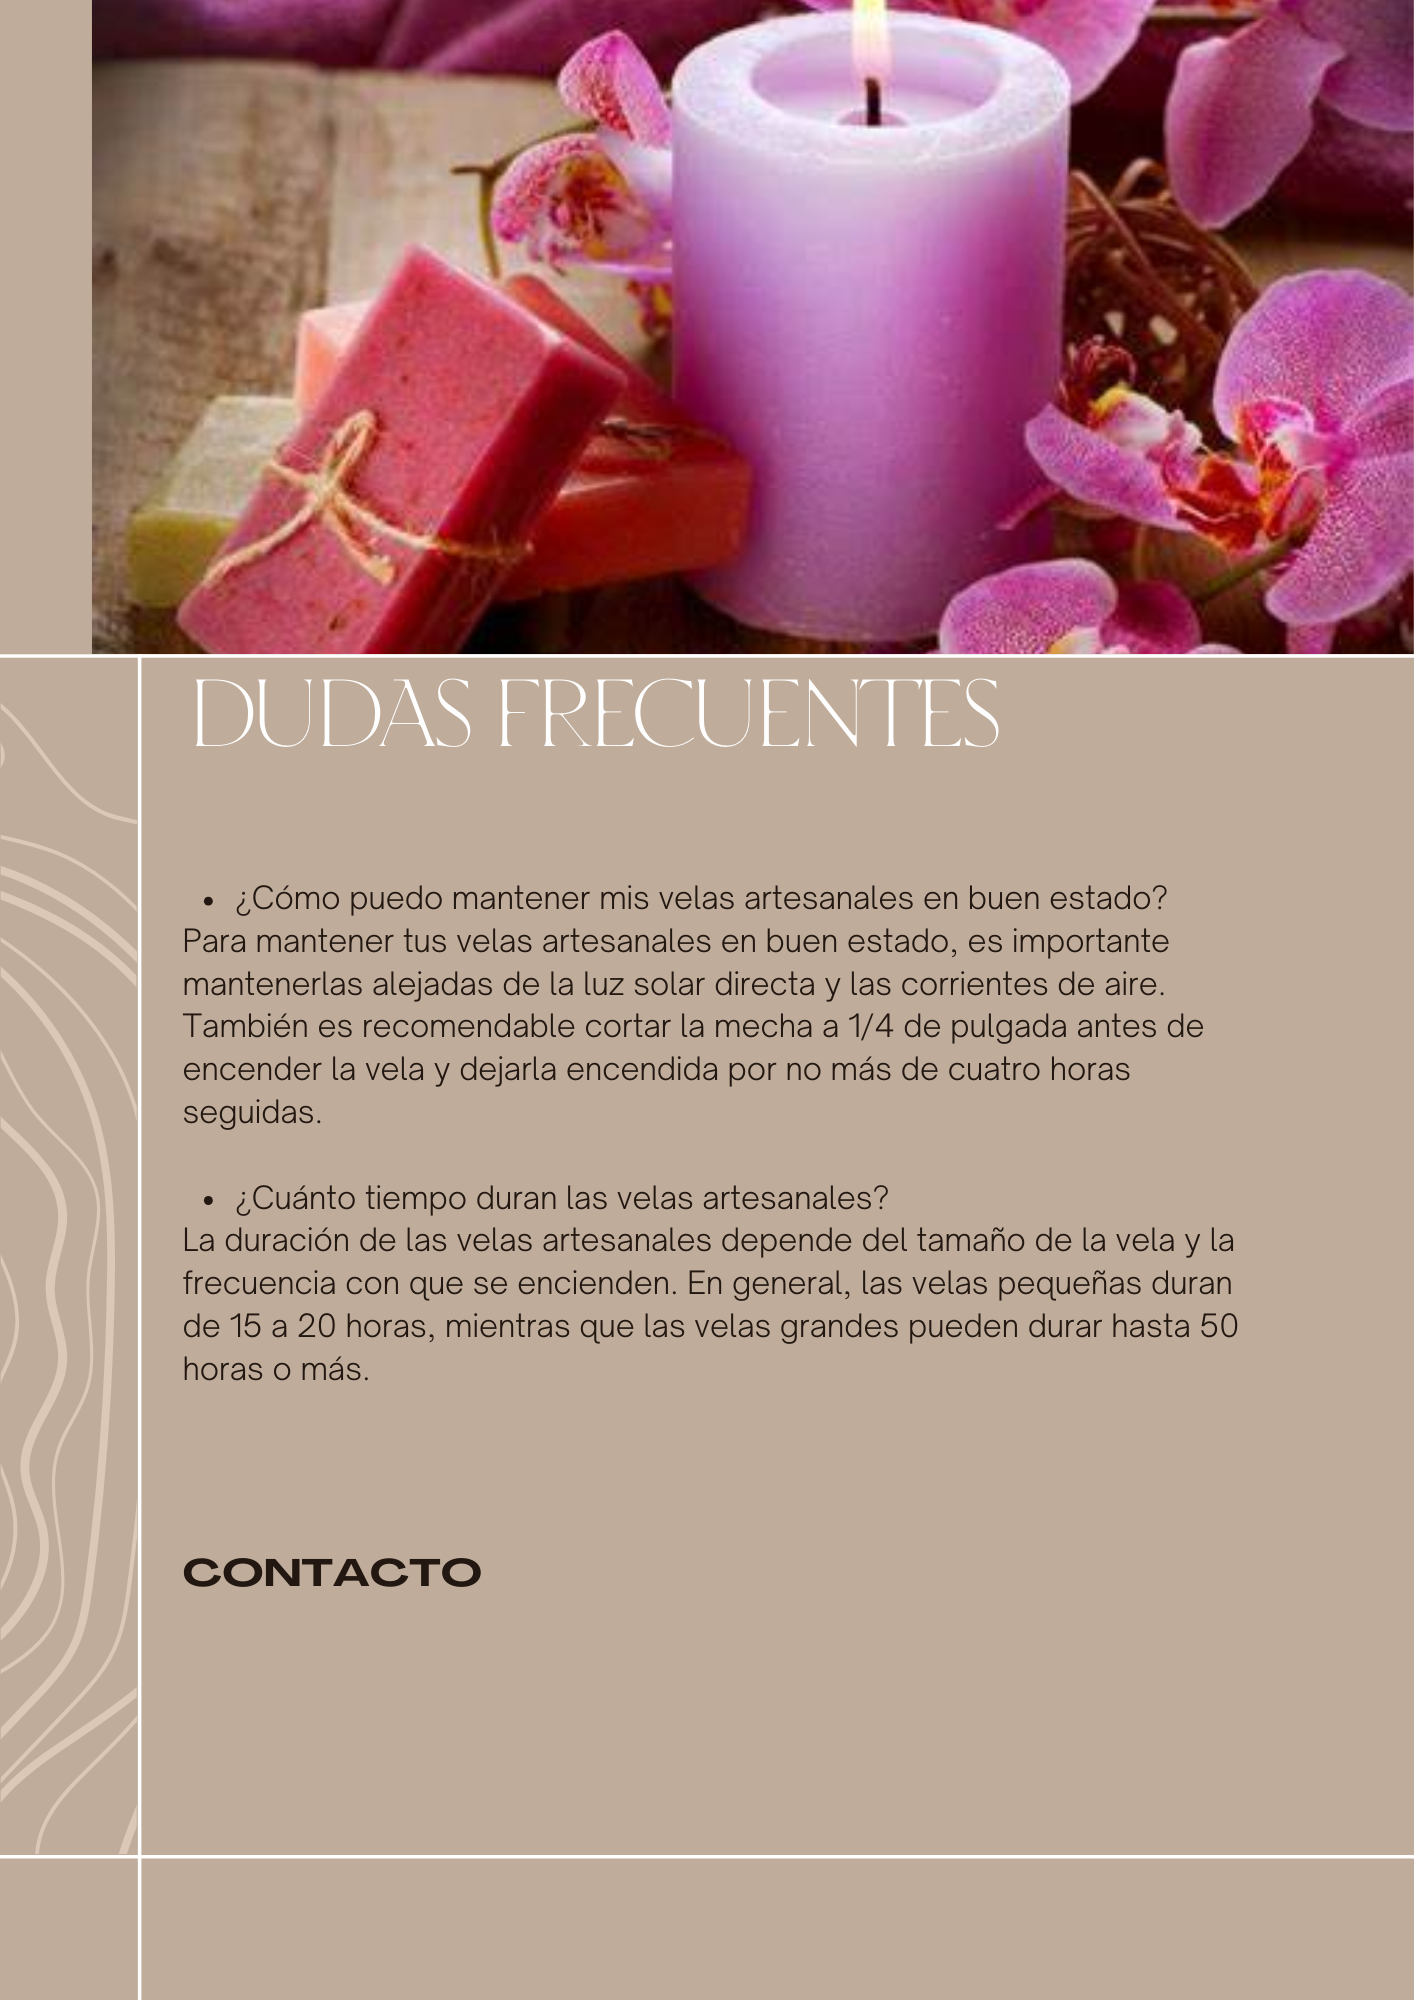 DUDAS FRECUENTES
• ¿Cómo puedo mantener mis velas artesanales en buen estado?
Para mantener tus velas artesanales en buen estado, es importante
mantenerlas alejadas de la luz solar directa y las corrientes de aire.
También es recomendable cortar la mecha a 1/4 de pulgada antes de
encender la vela y dejarla encendida por no más de cuatro horas
seguidas.
• ¿Cuánto tiempo duran las velas artesanales?
La duración de las velas artesanales depende del tamaño de la vela y la
frecuencia con que se encienden. En general, las velas pequeñas duran
de 15 a 20 horas, mientras que las velas grandes pueden durar hasta 50
horas o más.
CONTACTO